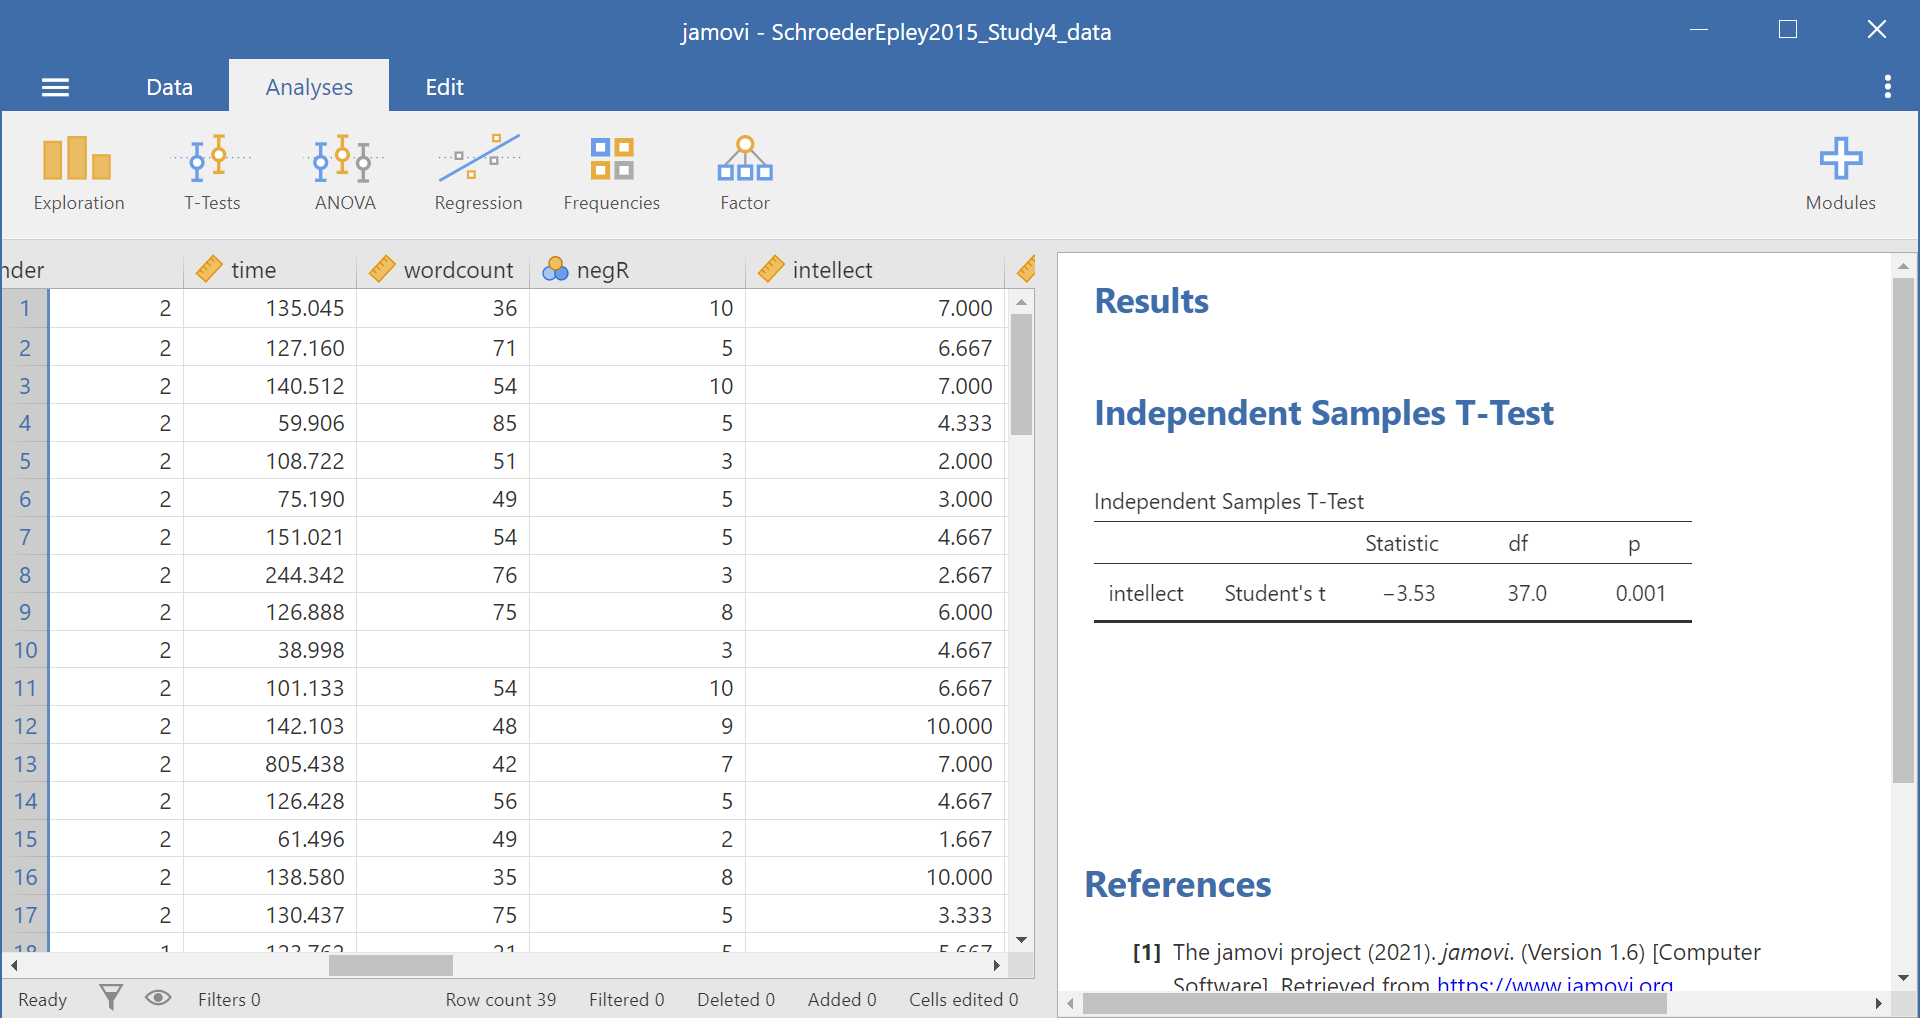 jamovi - SchroederEpley2015_Study4_data
Data Analyses Edit
Exploration T-Tests ANOVA Regression Frequencies Factor Modules
nder time wordcount negR intellect
1 2 135.045 36 10 7.000
2 2 127.160 71 5 6.667
3 2 140.512 54 10 7.000
4 2 59.906 85 5 4.333
5 2 108.722 51 3 2.000
6 2 75.190 49 5 3.000
7 2 151.021 54 5 4.667
8 2 244.342 76 3 2.667
9 2 126.888 75 8 6.000
10 2 38.998 3 4.667
11 2 101.133 54 10 6.667
12 2 142.103 48 9 10.000
13 2 805.438 42 7 7.000
14 2 126.428 56 5 4.667
15 2 61.496 49 2 1.667
16 2 138.580 35 8 10.000
17 2 130.437 75 5 3.333
18 1 123.762 21 5 5.667
Ready Filters 0 Row count 39 Filtered 0 Deleted 0 Added 0 Cells edited 0
Results
Independent Samples T-Test
Independent Samples T-Test
Statistic df p
intellect Student's t −3.53 37.0 0.001
References
[1] The jamovi project (2021). jamovi. (Version 1.6) [Computer
Software]. Retrieved from https://www.jamovi.org